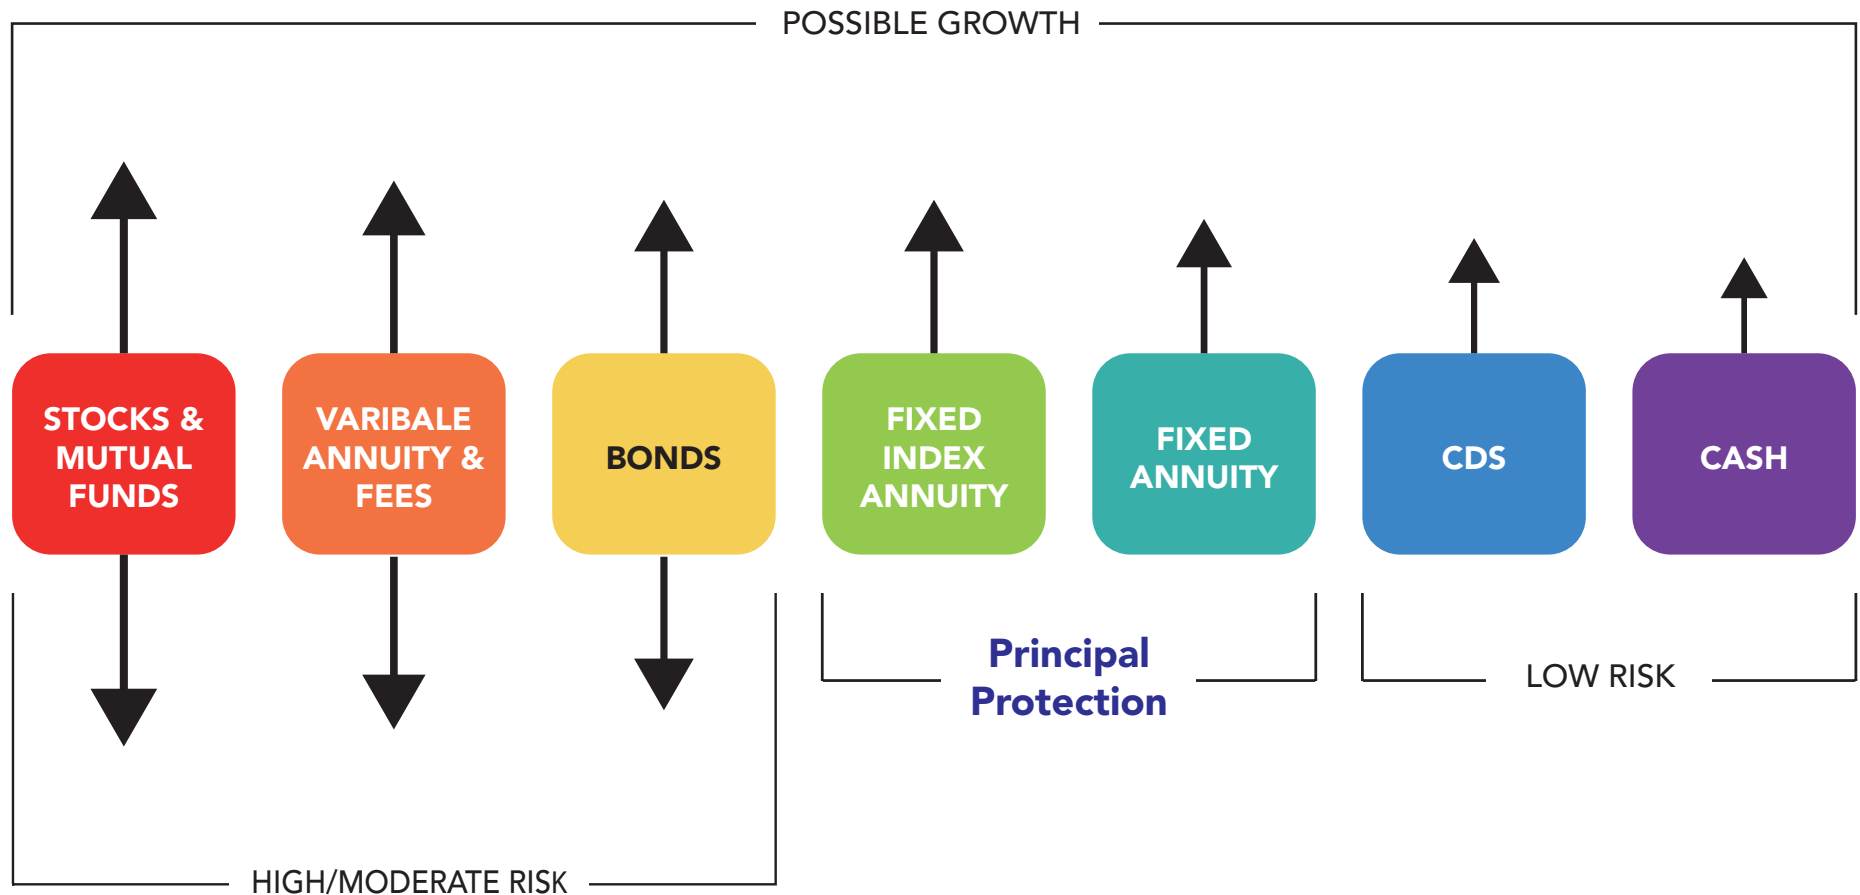 POSSIBLE GROWTH
STOCKS &
MUTUAL
FUNDS
VARIBALE
ANNUITY &
FEES
BONDS
FIXED
INDEX
ANNUITY
FIXED
ANNUITY
CDS
CASH
Principal
Protection
LOW RISK
HIGH/MODERATE RISK